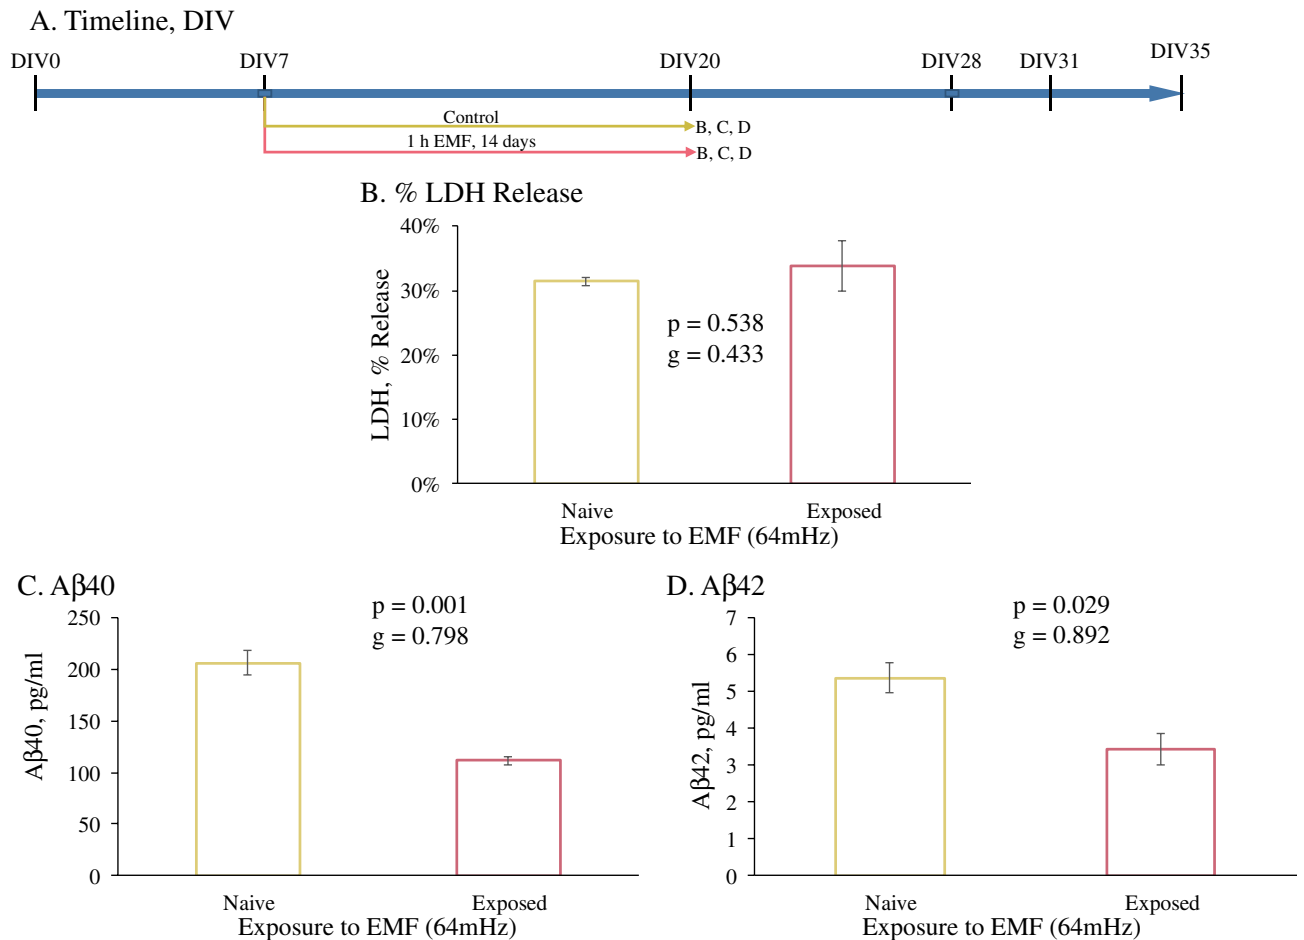 A. Timeline, DIV
DIV0
DIV7
DIV20
DIV28
DIV31
DIV35
Control
B, C, D
1 h EMF, 14 days
B, C, D
B. % LDH Release
40%
30%
20%
10%
0%
LDH, % Release
p = 0.538
g = 0.433
Naive
Exposed
Exposure to EMF (64mHz)
C. Aβ40
p = 0.001
g = 0.798
250
200
150
100
50
0
Aβ40, pg/ml
Naive
Exposed
Exposure to EMF (64mHz)
D. Aβ42
p = 0.029
g = 0.892
7
6
5
4
3
2
1
0
Aβ42, pg/ml
Naive
Exposed
Exposure to EMF (64mHz)